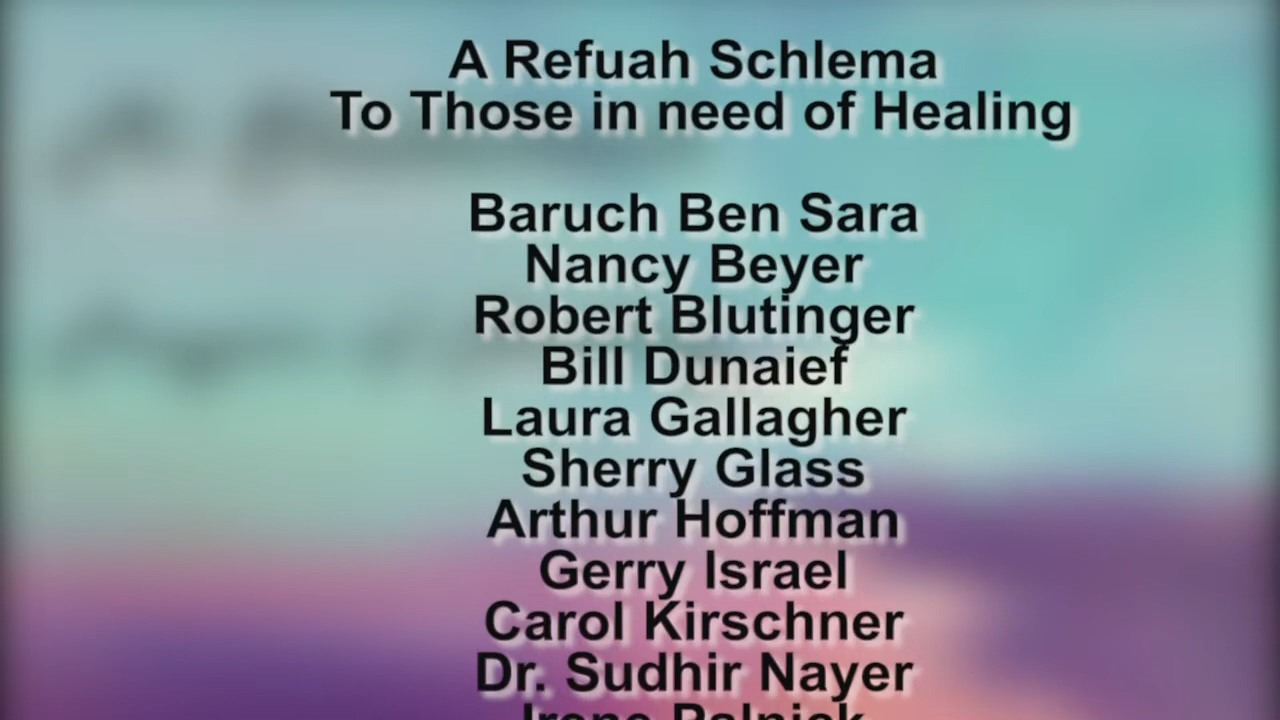 A Refuah Schlema
To Those in need of Healing
Baruch Ben Sara
Nancy Beyer
Robert Blutinger
Bill Dunaief
Laura Gallagher
Sherry Glass
Arthur Hoffman
Gerry Israel
Carol Kirschner
Dr. Sudhir Nayer
Irene